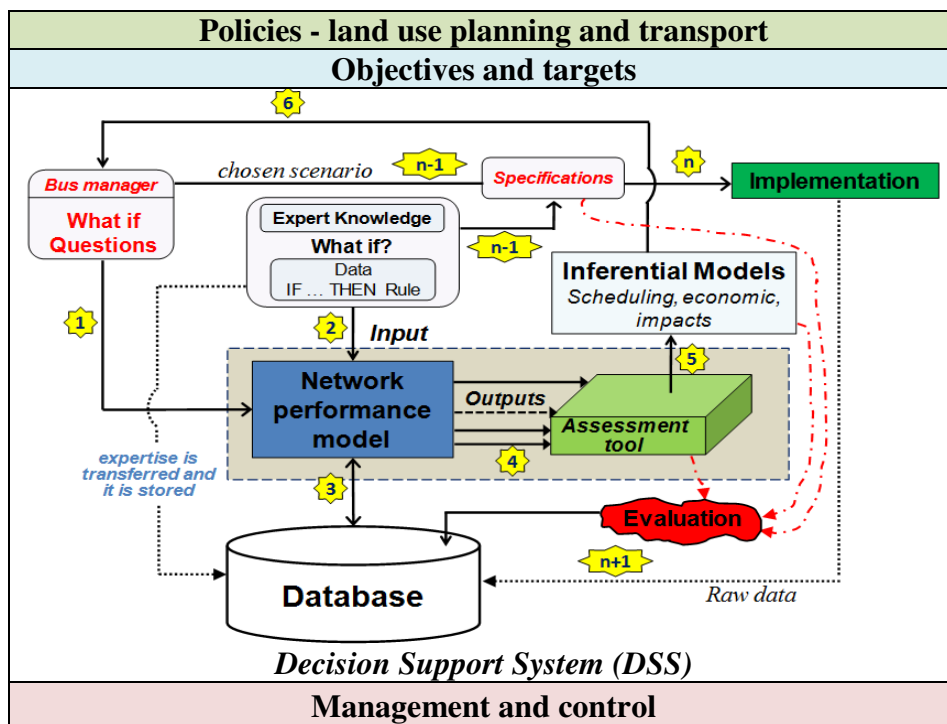 Policies - land use planning and transport
Objectives and targets
6
Bus manager
What if
Questions
chosen scenario
n-1
Specifications
n
Implementation
Expert Knowledge
What if?
Data
IF ... THEN Rule
n-1
Inferential Models
Scheduling, economic,
impacts
1
2
Input
5
Network
performance
model
Outputs
Assessment
tool
4
expertise is
transferred and
it is stored
3
Evaluation
n+1
Database
Raw data
Decision Support System (DSS)
Management and control